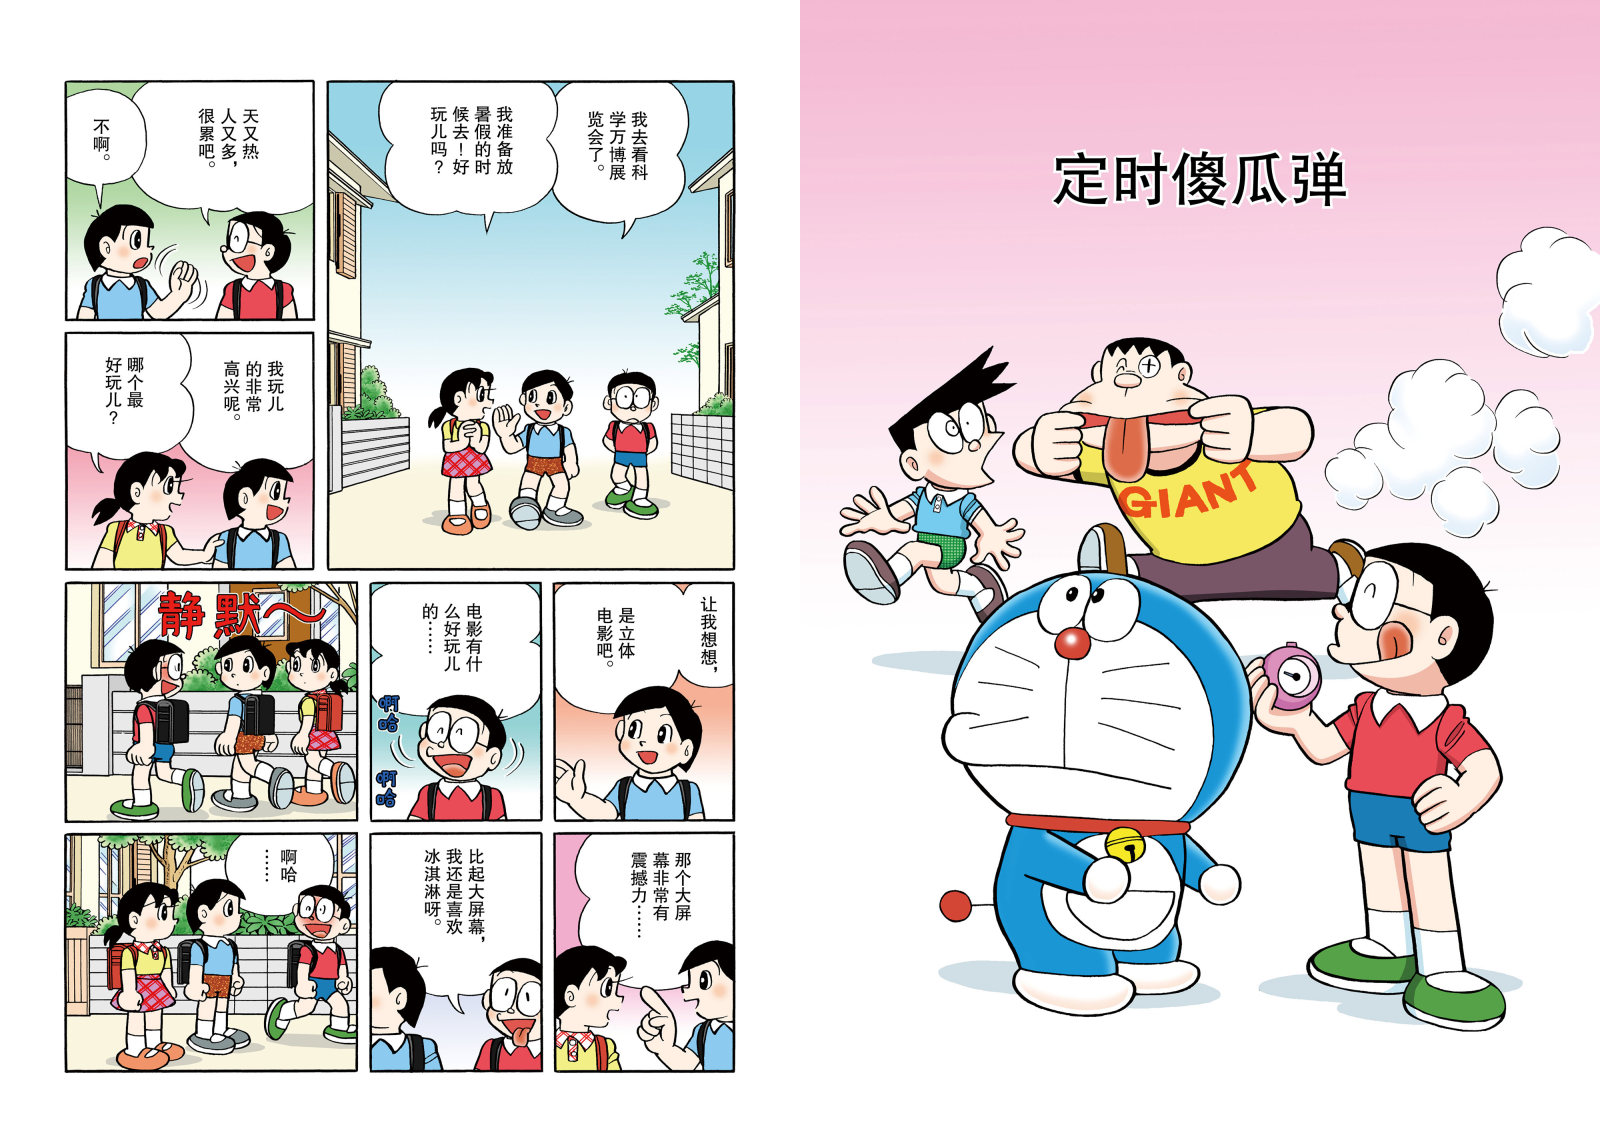 定时傻瓜弹
GIANT
我去看科
学万博展
览会了。
我准备放
暑假的时
候去！好
玩儿吗？
天又热
人又多，
很累吧。
不
啊。
我玩儿
的非常
高兴呢。
哪个最
好玩儿？
让我想想，
是立体
电影吧。
电影有什
么好玩儿
的……
啊哈
啊哈
静默～
那个大屏
幕非常有
震撼力……
比起大屏幕，
我还是喜欢
冰淇淋呀。
啊哈
……